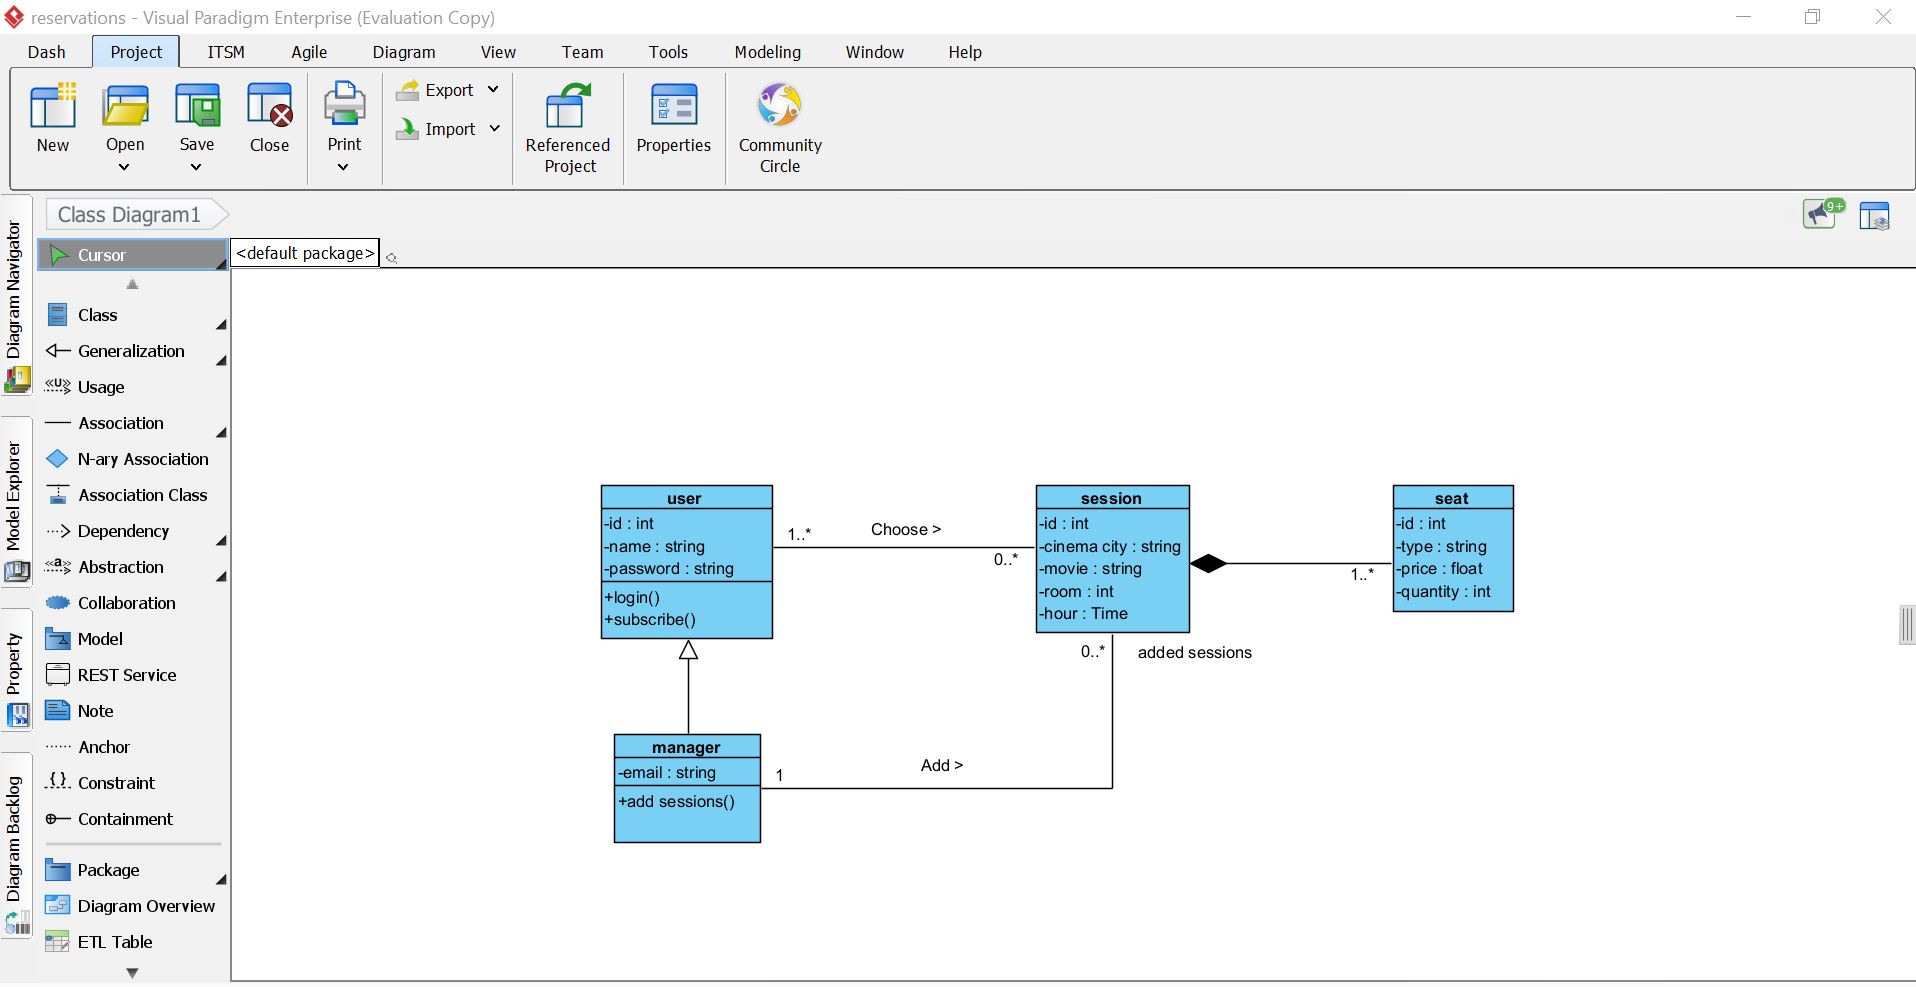 reservations - Visual Paradigm Enterprise (Evaluation Copy)
Dash Project ITSM Agile Diagram View Team Tools Modeling Window Help
New
Open
Save
Close
Print
Export
Import
Referenced
Project
Properties
Community
Circle
Diagram Navigator
Model Explorer
Property
Diagram Backlog
Class Diagram1
9+
Cursor
<default package>
Class
Generalization
<<U>> Usage
Association
N-ary Association
Association Class
Dependency
<<a>> Abstraction
Collaboration
Model
REST Service
Note
Anchor
{} Constraint
Containment
Package
Diagram Overview
ETL Table
user
-id : int
-name : string
-password : string
+login()
+subscribe()
1..*
Choose >
0..*
session
-id : int
-cinema city : string
-movie : string
-room : int
-hour : Time
1..*
seat
-id : int
-type : string
-price : float
-quantity : int
0..*
added sessions
manager
-email : string
+add sessions()
1
Add >